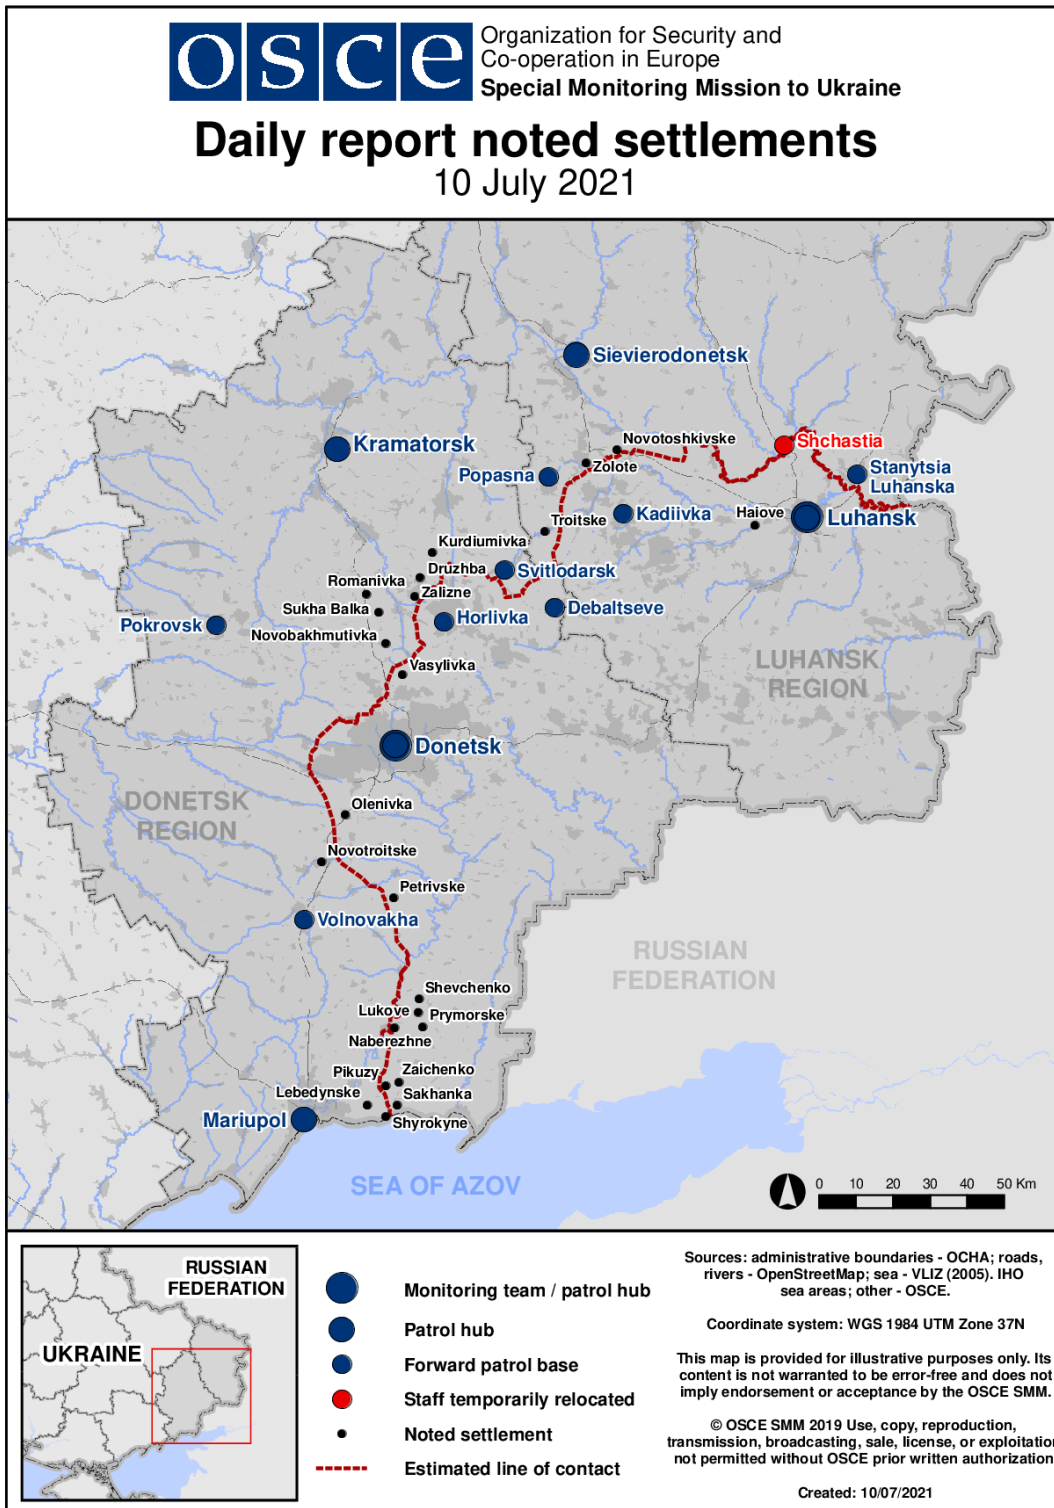 osce
Organization for Security and
Co-operation in Europe
Special Monitoring Mission to Ukraine
Daily report noted settlements
10 July 2021
Sievierodonetsk
Kramatorsk
Novotoshkivske
Shchastia
Zolote
Popasna
Stanytsia
Luhanska
Kadiivka
Haiove
Luhansk
Troitske
Kurdiumivka
Druzhba
Svitlodarsk
Romanivka
Zalizne
Sukha Balka
Debaltseve
Horlivka
Pokrovsk
Novobakhmutivka
Vasylivka
LUHANSK
REGION
Donetsk
DONETSK
REGION
Olenivka
Novotroitske
Petrivske
Volnovakha
RUSSIAN
FEDERATION
Shevchenko
Lukove
Prymorske
Naberezhne
Pikuzy
Zaichenko
Lebedynske
Sakhanka
Mariupol
Shyrokyne
SEA OF AZOV
0 10 20 30 40 50 Km
RUSSIAN
FEDERATION
UKRAINE
Monitoring team / patrol hub
Patrol hub
Forward patrol base
Staff temporarily relocated
Noted settlement
Estimated line of contact
Sources: administrative boundaries - OCHA; roads,
rivers - OpenStreetMap; sea - VLIZ (2005). IHO
sea areas; other - OSCE.
Coordinate system: WGS 1984 UTM Zone 37N
This map is provided for illustrative purposes only. Its
content is not warranted to be error-free and does not
imply endorsement or acceptance by the OSCE SMM.
© OSCE SMM 2019 Use, copy, reproduction,
transmission, broadcasting, sale, license, or exploitation
not permitted without OSCE prior written authorization
Created: 10/07/2021